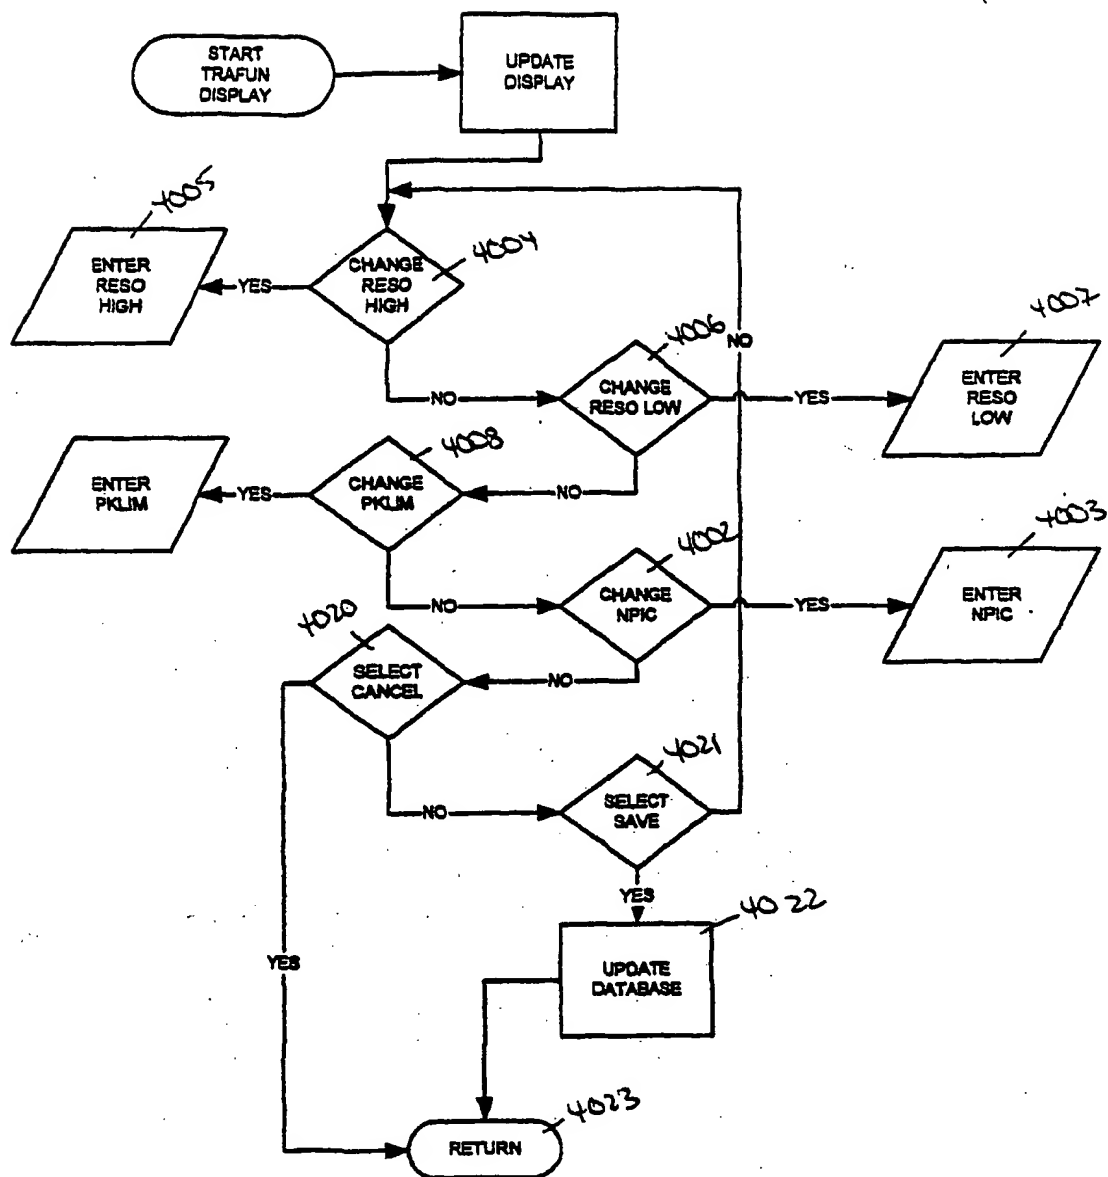 START
TRAFUN
DISPLAY
UPDATE
DISPLAY
4005
ENTER
RESO
HIGH
YES
CHANGE
RESO
HIGH
4004
NO
CHANGE
RESO LOW
4006
NO
YES
ENTER
RESO
LOW
4007
ENTER
PKLIM
YES
CHANGE
PKLIM
4008
NO
NO
CHANGE
NPIC
4002
YES
ENTER
NPIC
4003
4020
SELECT
CANCEL
NO
NO
SELECT
SAVE
4021
YES
YES
UPDATE
DATABASE
4022
RETURN
4023